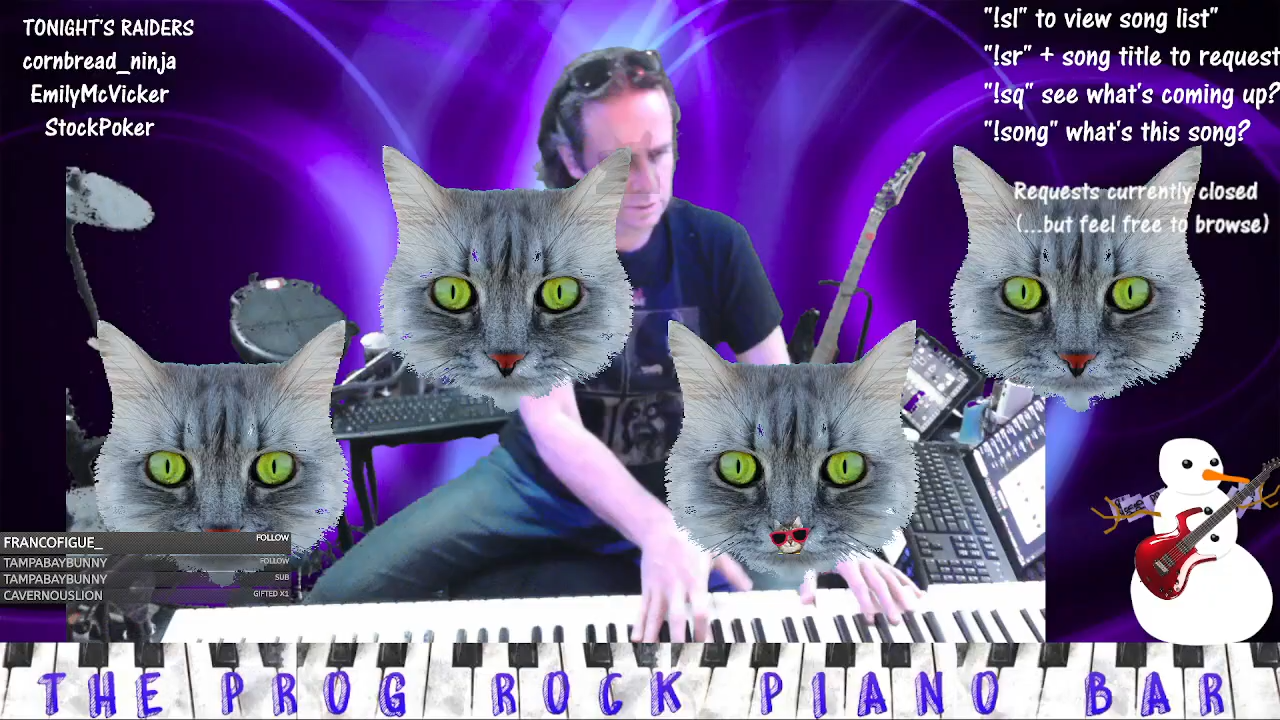 TONIGHT'S RAIDERS
cornbread_ninja
EmilyMcVicker
StockPoker
"!sl" to view song list"
"!sr" + song title to request
"!sq" see what's coming up?
"!song" what's this song?
Requests currently closed
(...but feel free to browse)
FRANCOFIGUE_ FOLLOW
TAMPABAYBUNNY FOLLOW
TAMPABAYBUNNY SUB
CAVERNOUSLION GIFTED X1
THE PROG ROCK PIANO BAR